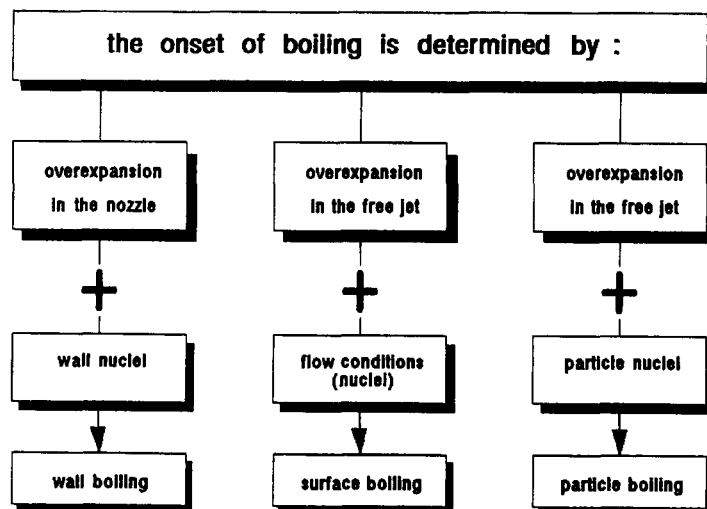 the onset of boiling is determined by :
overexpansion
in the nozzle
overexpansion
in the free jet
overexpansion
in the free jet
+
+
+
wall nuclei
flow conditions
(nuclei)
particle nuclei
wall boiling
surface boiling
particle boiling